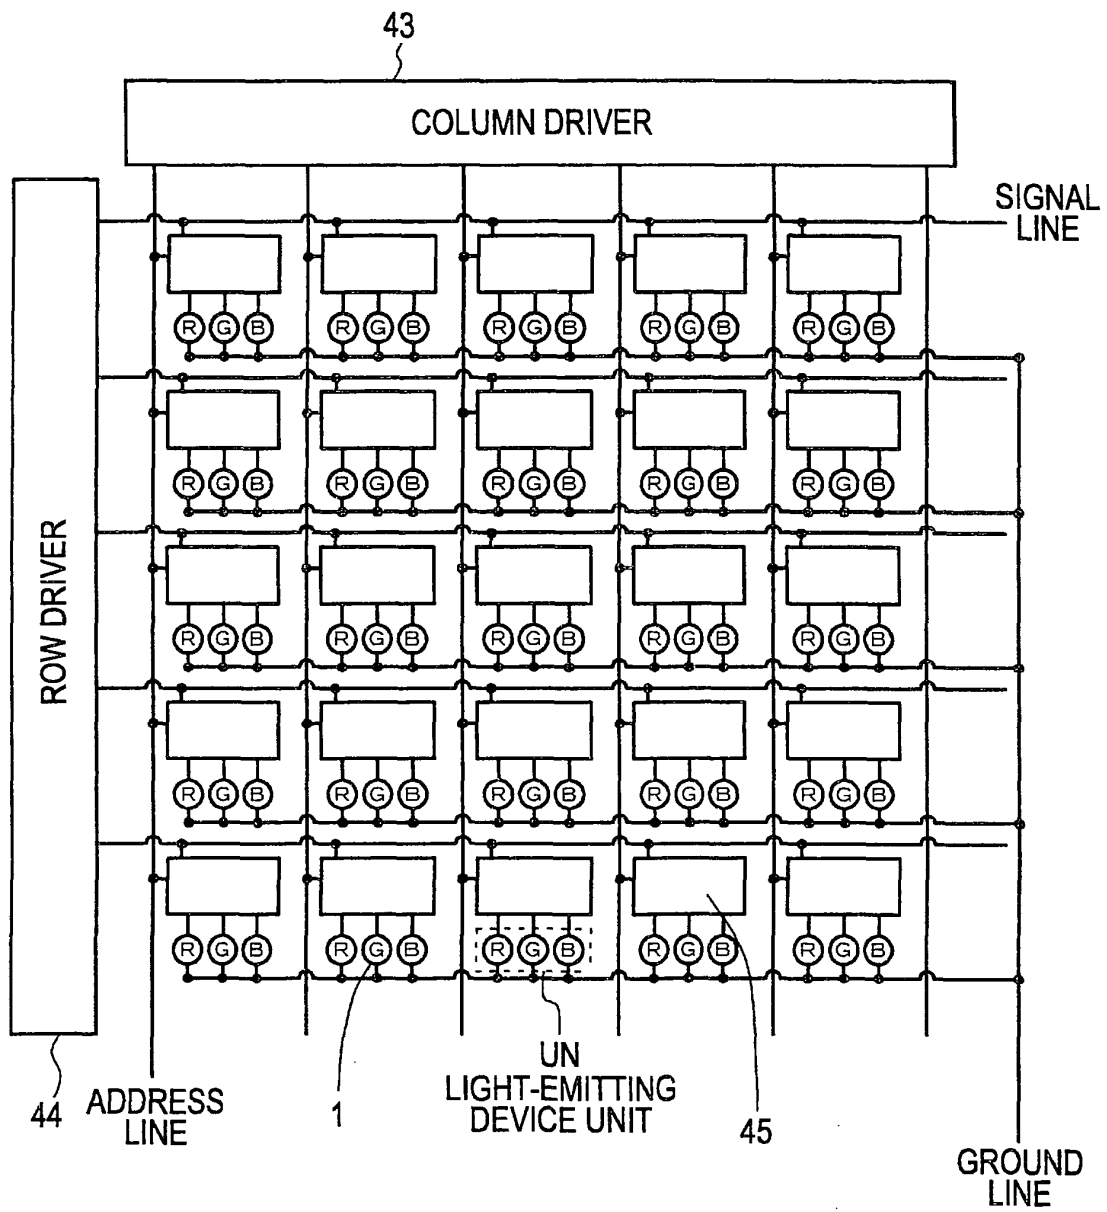 43
COLUMN DRIVER
SIGNAL
LINE
R G B R G B R G B R G B R G B
R G B R G B R G B R G B R G B
ROW DRIVER
R G B R G B R G B R G B R G B
R G B R G B R G B R G B R G B
R G B R G B R G B R G B R G B
44
ADDRESS
LINE
1
UN
LIGHT-EMITTING
DEVICE UNIT
45
GROUND
LINE